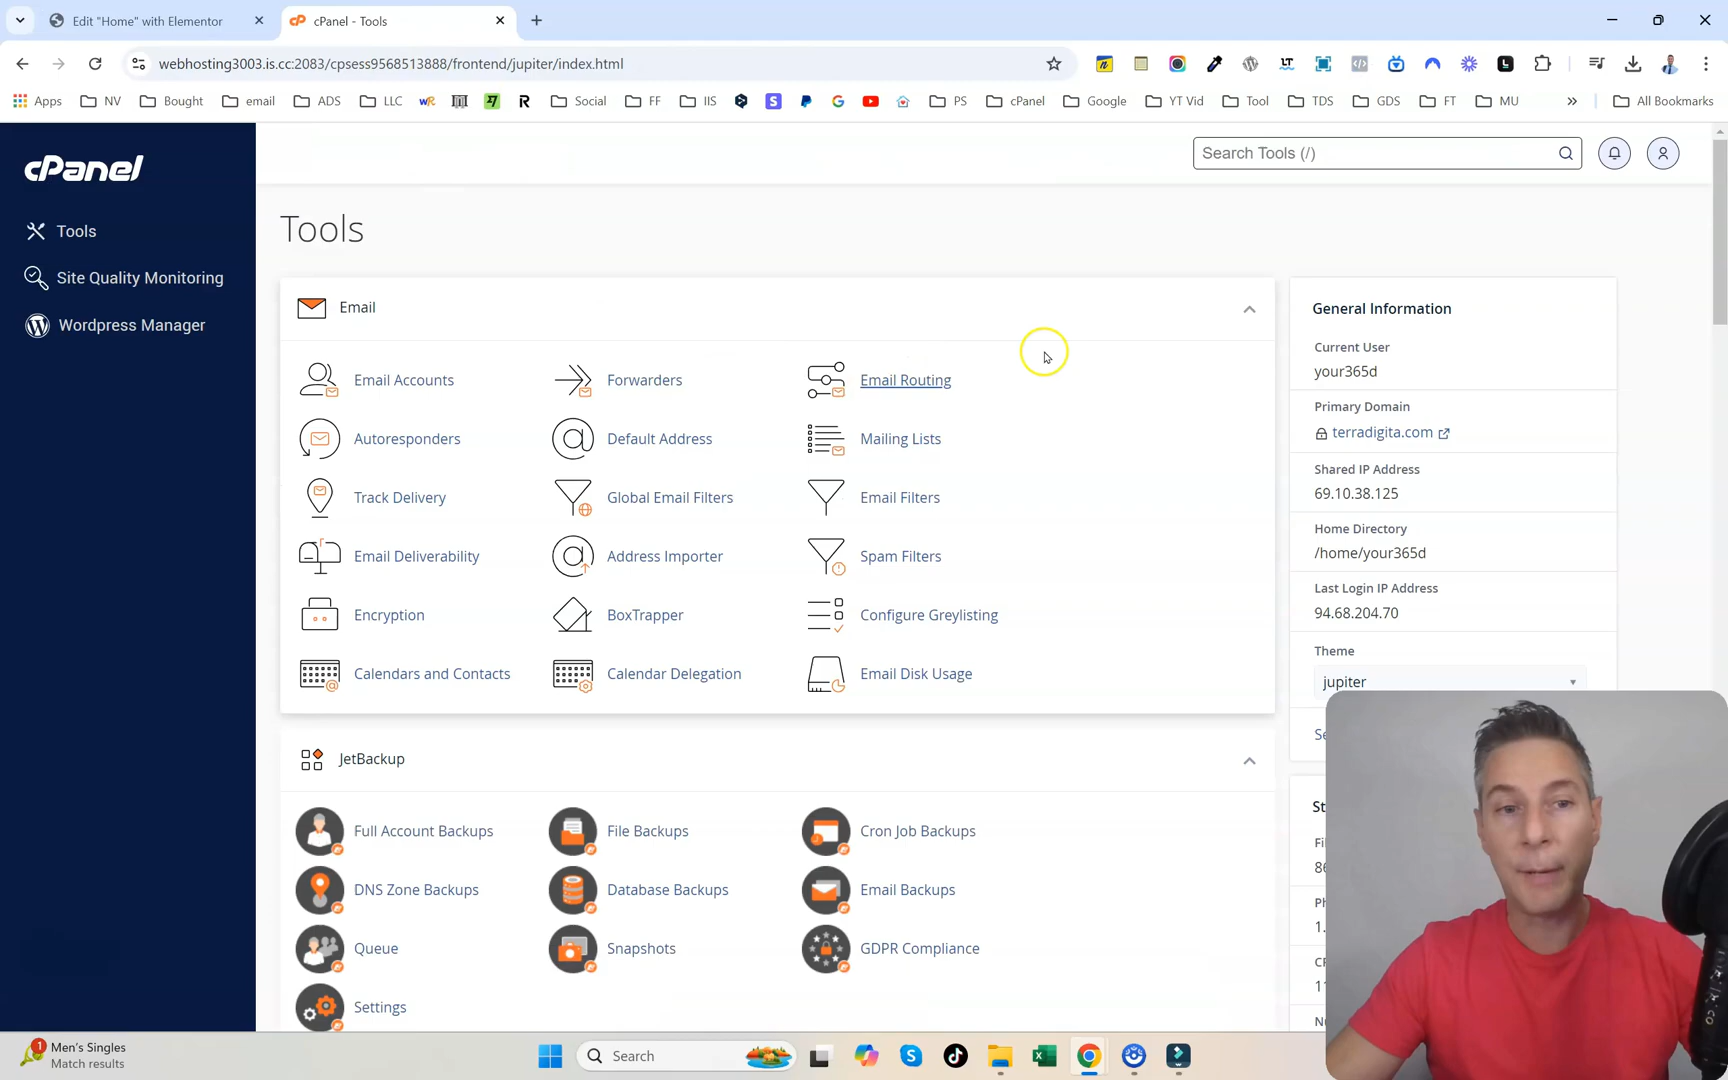 Edit "Home" with Elementor
cPanel - Tools
webhosting3003.is.cc:2083/cpsess9568513888/frontend/jupiter/index.html
Apps
NV
Bought
email
ADS
LLC
Social
FF
IIS
PS
cPanel
Google
YT Vid
Tool
TDS
GDS
FT
MU
All Bookmarks
cPanel
Search Tools (/)
Tools
Site Quality Monitoring
Wordpress Manager
Tools
Email
Email Accounts
Forwarders
Email Routing
Autoresponders
Default Address
Mailing Lists
Track Delivery
Global Email Filters
Email Filters
Email Deliverability
Address Importer
Spam Filters
Encryption
BoxTrapper
Configure Greylisting
Calendars and Contacts
Calendar Delegation
Email Disk Usage
JetBackup
Full Account Backups
File Backups
Cron Job Backups
DNS Zone Backups
Database Backups
Email Backups
Queue
Snapshots
GDPR Compliance
Settings
General Information
Current User
your365d
Primary Domain
terradigita.com
Shared IP Address
69.10.38.125
Home Directory
/home/your365d
Last Login IP Address
94.68.204.70
Theme
jupiter
1
Men's Singles
Match results
Search